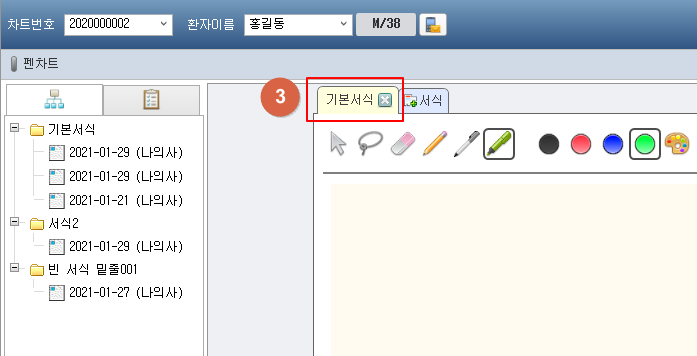 차트번호 2020000002 환자이름 홍길동 M/38
펜차트
3 기본서식 서식
기본서식
2021-01-29 (나의사)
2021-01-29 (나의사)
2021-01-21 (나의사)
서식2
2021-01-29 (나의사)
빈 서식 밑줄001
2021-01-27 (나의사)